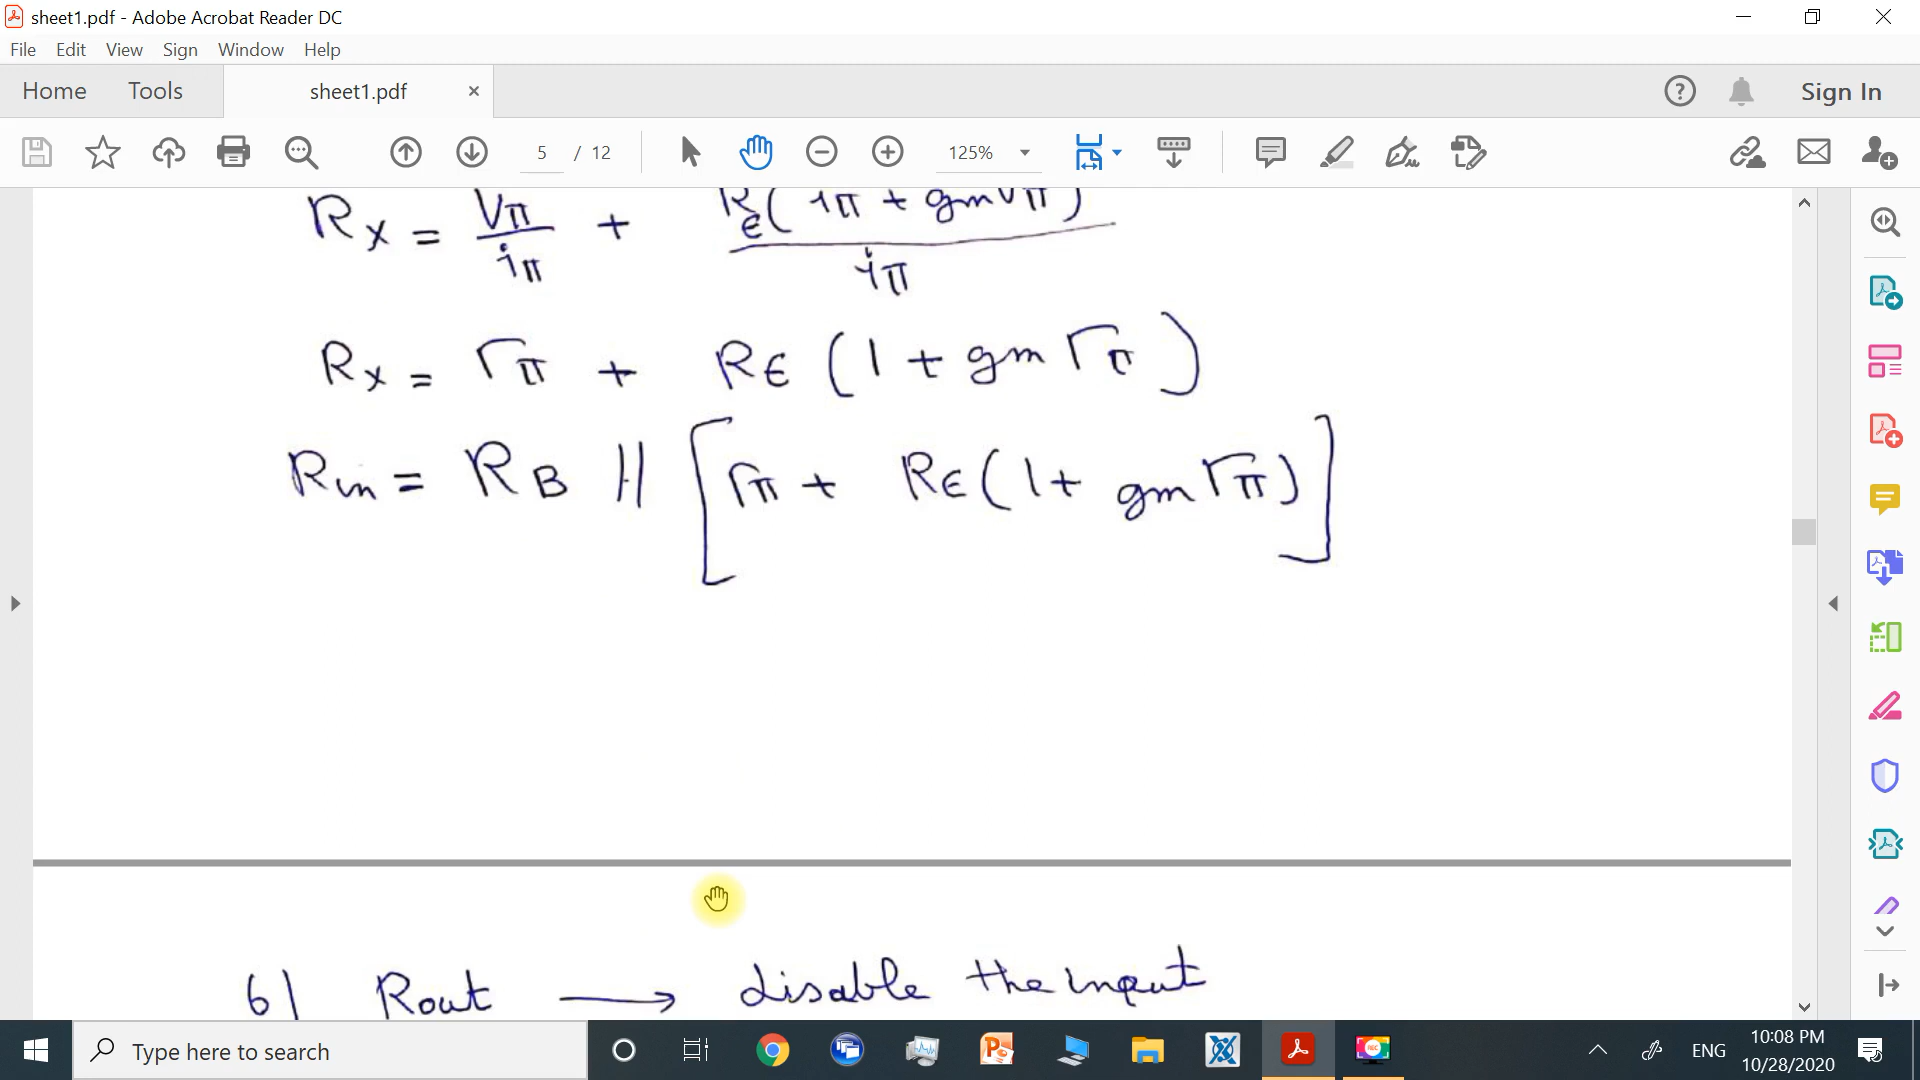 sheet1.pdf - Adobe Acrobat Reader DC
File Edit View Sign Window Help
Home Tools sheet1.pdf × Sign In
5 / 12 125%
Rx = Vπ/iπ + RE(iπ + gmVπ)/iπ
Rx = rπ + RE (1 + gm rπ)
Rin = RB || [rπ + RE(1+ gm rπ)]
6) Rout → disable the input
Type here to search
ENG 10:08 PM
10/28/2020